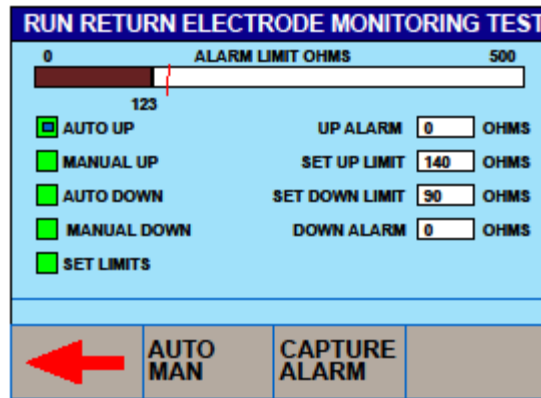 RUN RETURN ELECTRODE MONITORING TEST
0 ALARM LIMIT OHMS 500
123
AUTO UP UP ALARM 0 OHMS
MANUAL UP SET UP LIMIT 140 OHMS
AUTO DOWN SET DOWN LIMIT 90 OHMS
MANUAL DOWN DOWN ALARM 0 OHMS
SET LIMITS
AUTO CAPTURE
MAN ALARM